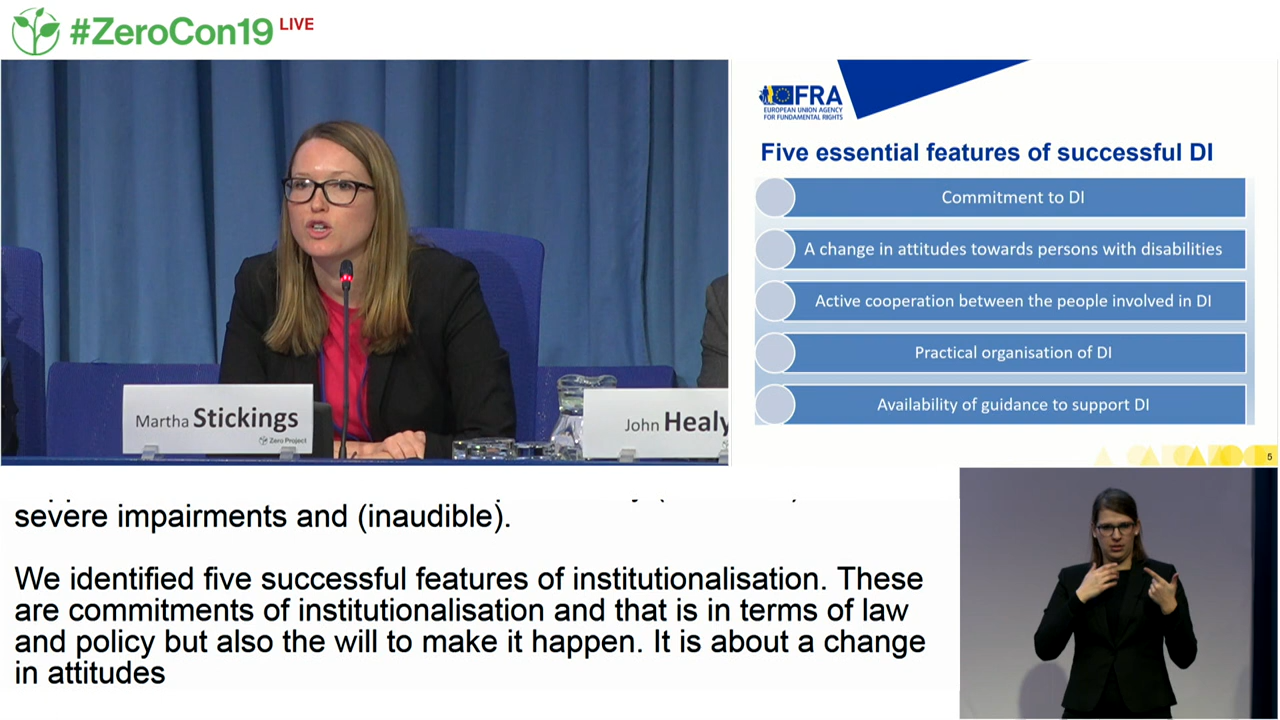 #ZeroCon19 LIVE
FRA
EUROPEAN UNION AGENCY
FOR FUNDAMENTAL RIGHTS
Five essential features of successful DI
Commitment to DI
A change in attitudes towards persons with disabilities
Active cooperation between the people involved in DI
Practical organisation of DI
Availability of guidance to support DI
5
Martha Stickings
Zero Project
John Healy
severe impairments and (inaudible).
We identified five successful features of institutionalisation. These
are commitments of institutionalisation and that is in terms of law
and policy but also the will to make it happen. It is about a change
in attitudes